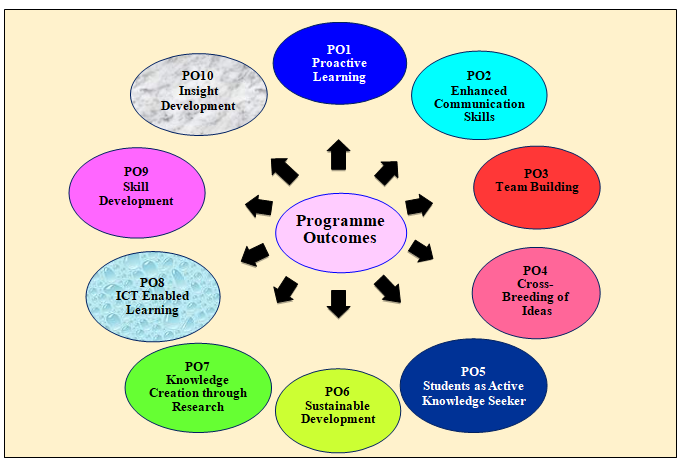 PO1
Proactive
Learning
PO2
Enhanced
Communication
Skills
PO3
Team Building
PO4
Cross-
Breeding of
Ideas
PO5
Students as Active
Knowledge Seeker
PO6
Sustainable
Development
PO7
Knowledge
Creation through
Research
PO8
ICT Enabled
Learning
PO9
Skill
Development
PO10
Insight
Development
Programme
Outcomes